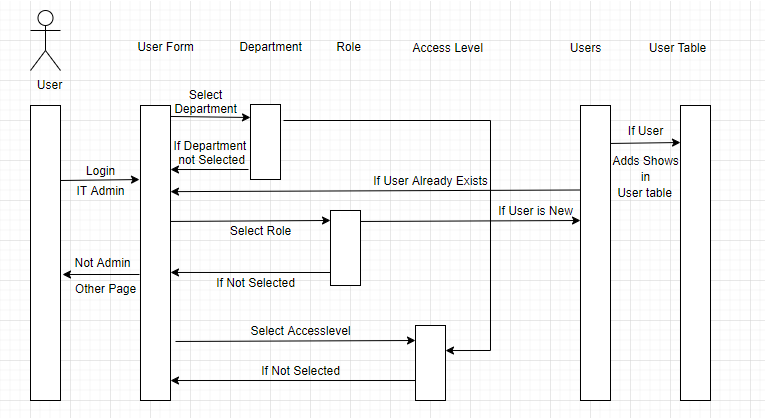 User Form
Department
Role
Access Level
Users
User Table
User
Select
Department
If User
If Department
not Selected
Adds Shows
in
User table
Login
IT Admin
If User Already Exists
If User is New
Select Role
Not Admin
Other Page
If Not Selected
Select Accesslevel
If Not Selected